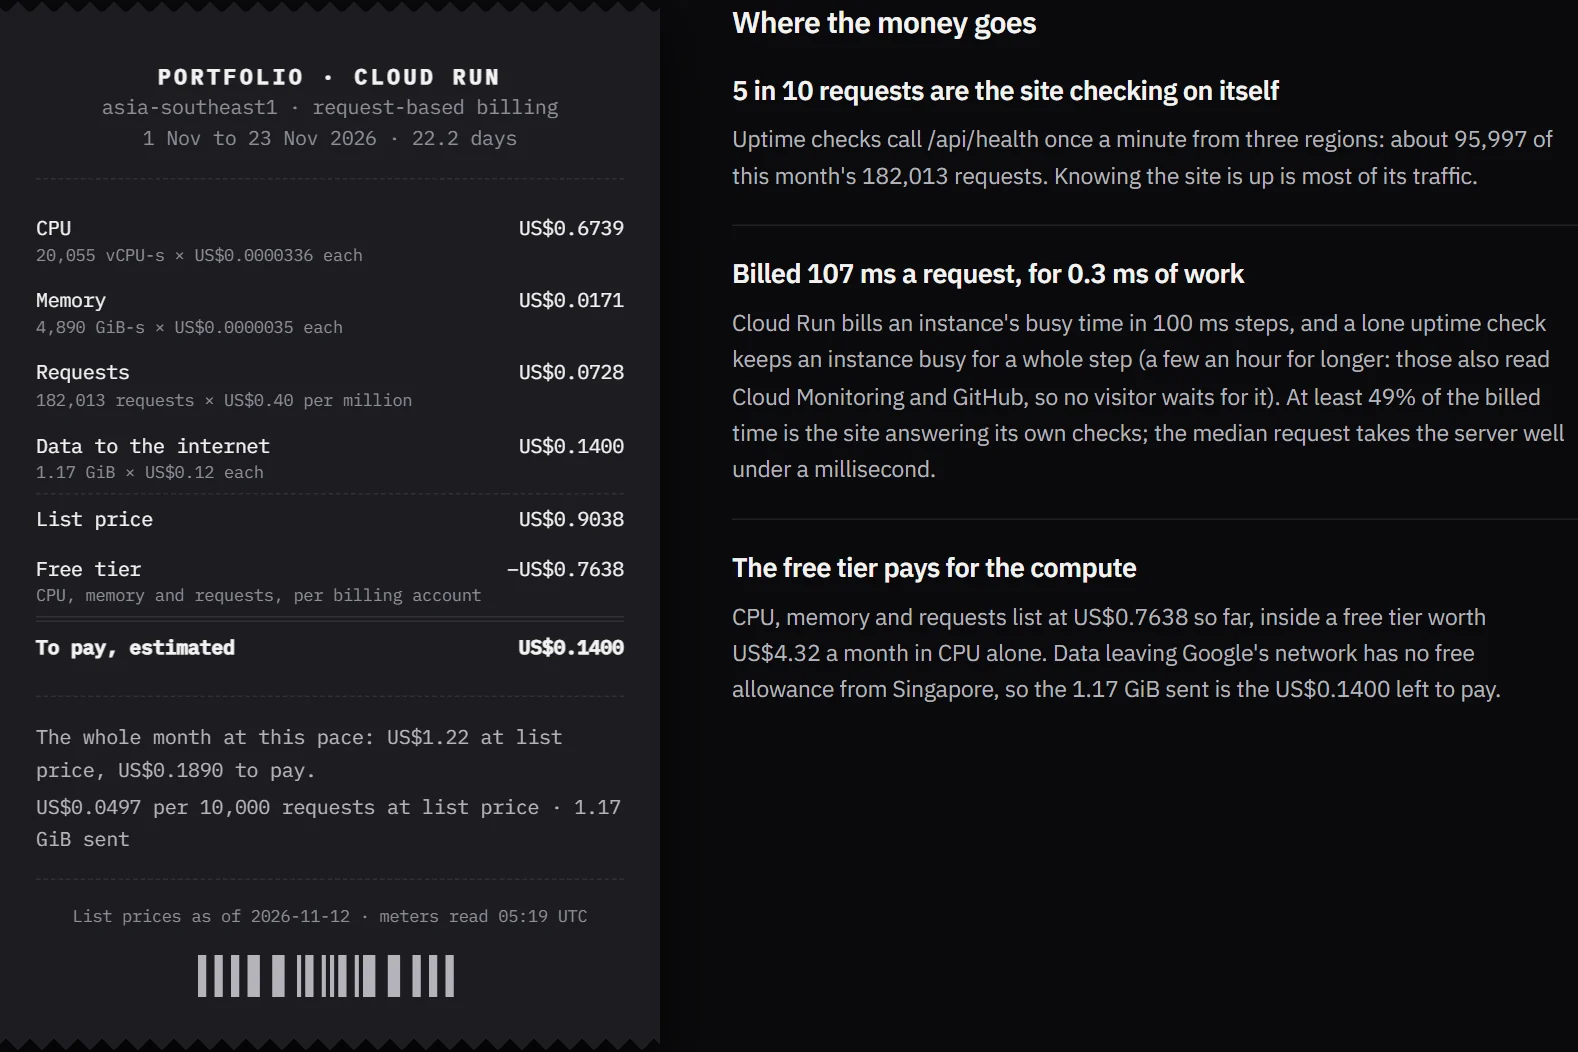 PORTFOLIO · CLOUD RUN
asia-southeast1 · request-based billing
1 Nov to 23 Nov 2026 · 22.2 days
CPU US$0.6739
20,055 vCPU-s × US$0.0000336 each
Memory US$0.0171
4,890 GiB-s × US$0.0000035 each
Requests US$0.0728
182,013 requests × US$0.40 per million
Data to the internet US$0.1400
1.17 GiB × US$0.12 each
List price US$0.9038
Free tier −US$0.7638
CPU, memory and requests, per billing account
To pay, estimated US$0.1400
The whole month at this pace: US$1.22 at list
price, US$0.1890 to pay.
US$0.0497 per 10,000 requests at list price · 1.17
GiB sent
List prices as of 2026-11-12 · meters read 05:19 UTC
Where the money goes
5 in 10 requests are the site checking on itself
Uptime checks call /api/health once a minute from three regions: about 95,997 of
this month's 182,013 requests. Knowing the site is up is most of its traffic.
Billed 107 ms a request, for 0.3 ms of work
Cloud Run bills an instance's busy time in 100 ms steps, and a lone uptime check
keeps an instance busy for a whole step (a few an hour for longer: those also read
Cloud Monitoring and GitHub, so no visitor waits for it). At least 49% of the billed
time is the site answering its own checks; the median request takes the server well
under a millisecond.
The free tier pays for the compute
CPU, memory and requests list at US$0.7638 so far, inside a free tier worth
US$4.32 a month in CPU alone. Data leaving Google's network has no free
allowance from Singapore, so the 1.17 GiB sent is the US$0.1400 left to pay.